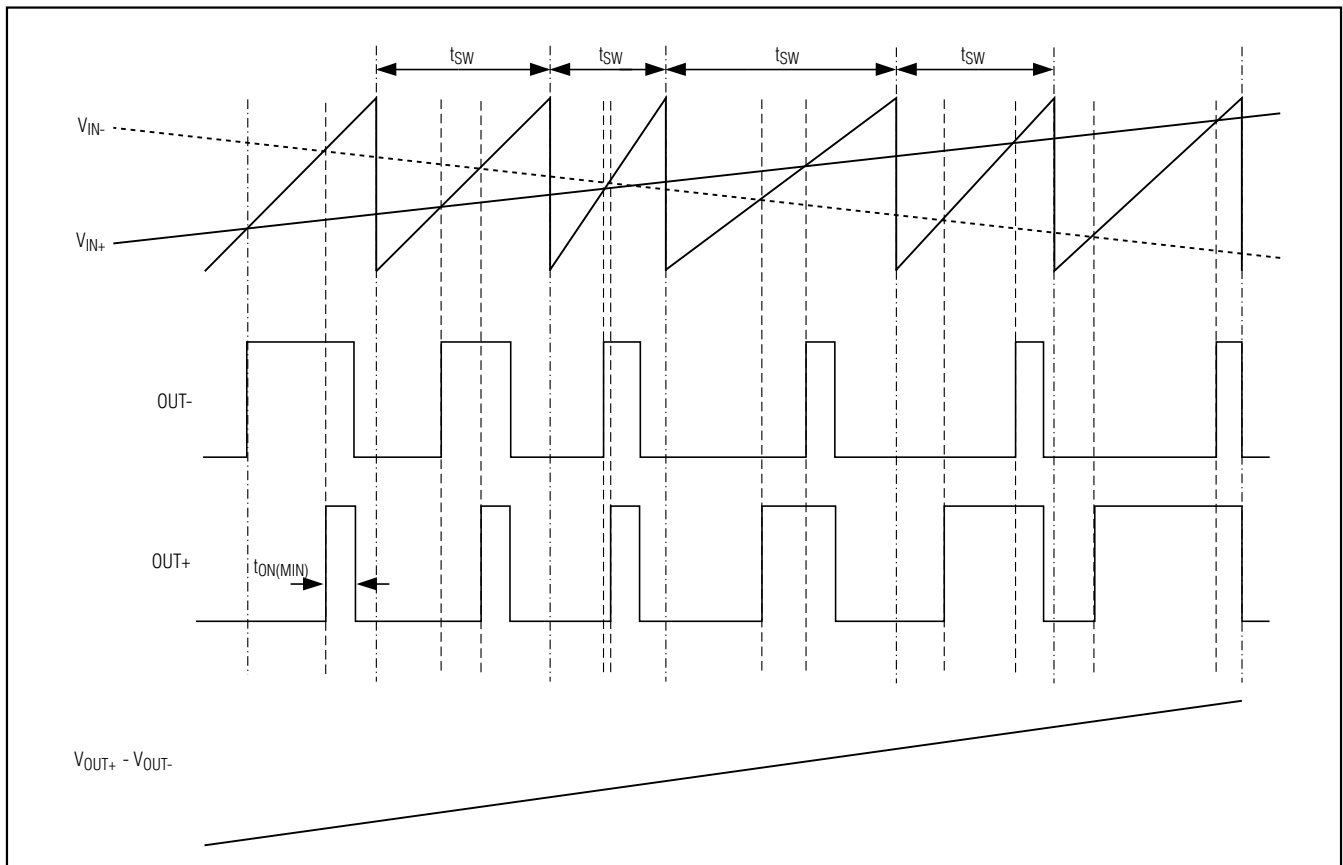 tSW tSW tSW tSW
VIN-
VIN+
OUT-
OUT+
tON(MIN)
VOUT+ - VOUT-